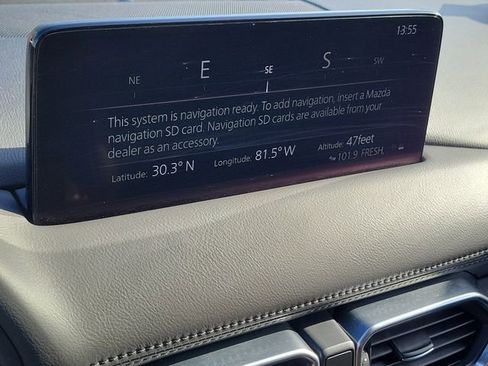 13:55
NE E SE S SW
This system is navigation ready. To add navigation, insert a Mazda
navigation SD card. Navigation SD cards are available from your
dealer as an accessory.
Latitude: 30.3° N Longitude: 81.5° W Altitude: 47feet
101.9 FRESH.